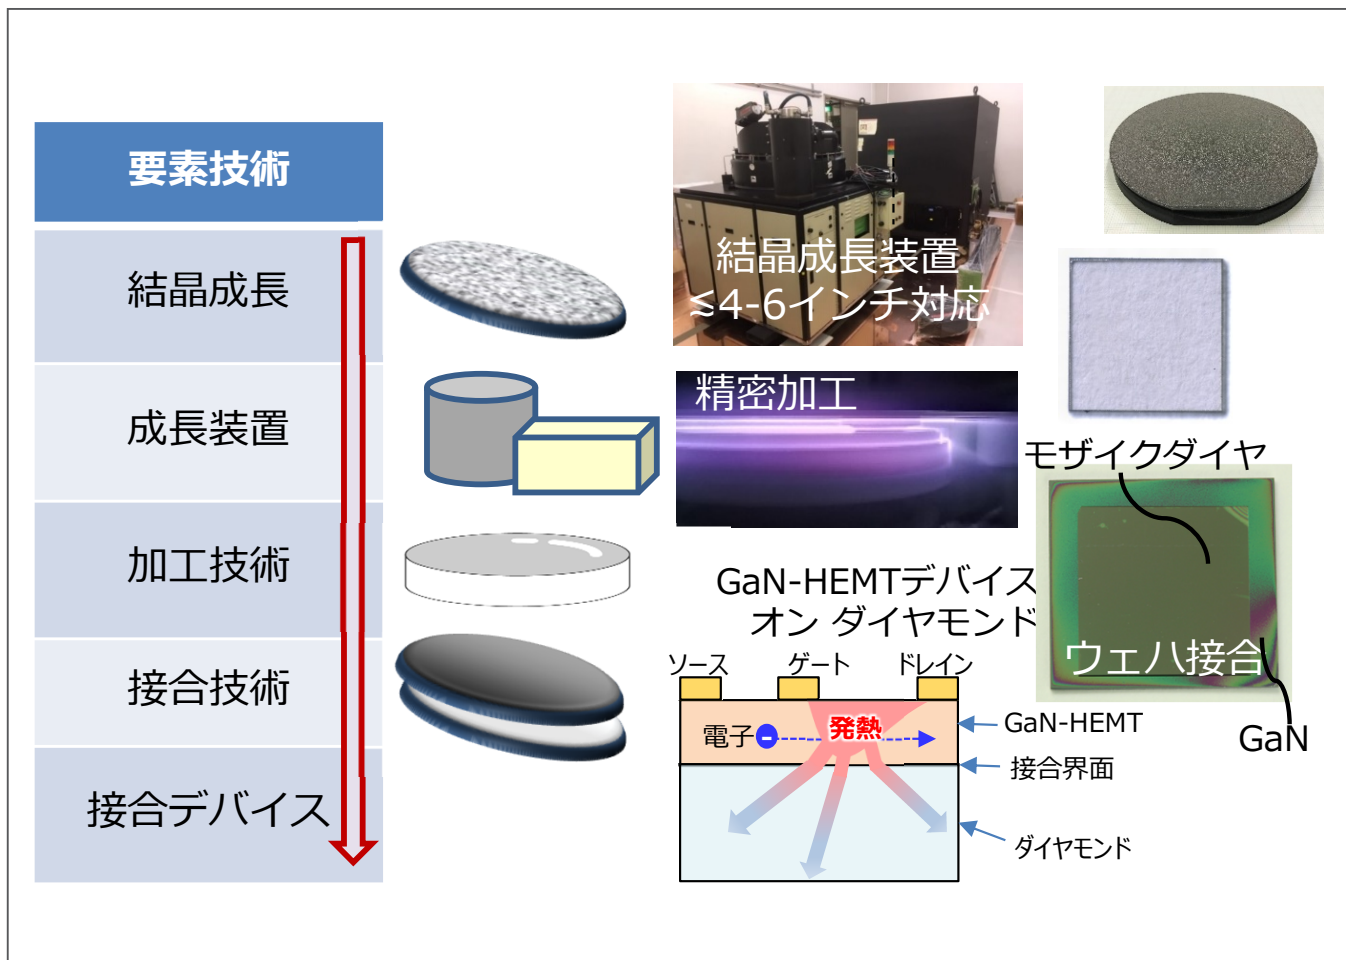 要素技術
結晶成長
成長装置
加工技術
接合技術
接合デバイス
結晶成長装置
≲4-6インチ対応
精密加工
モザイクダイヤ
ウェハ接合
GaN
GaN-HEMTデバイス
オン ダイヤモンド
ソース
ゲート
ドレイン
電子
-
発熱
GaN-HEMT
接合界面
ダイヤモンド